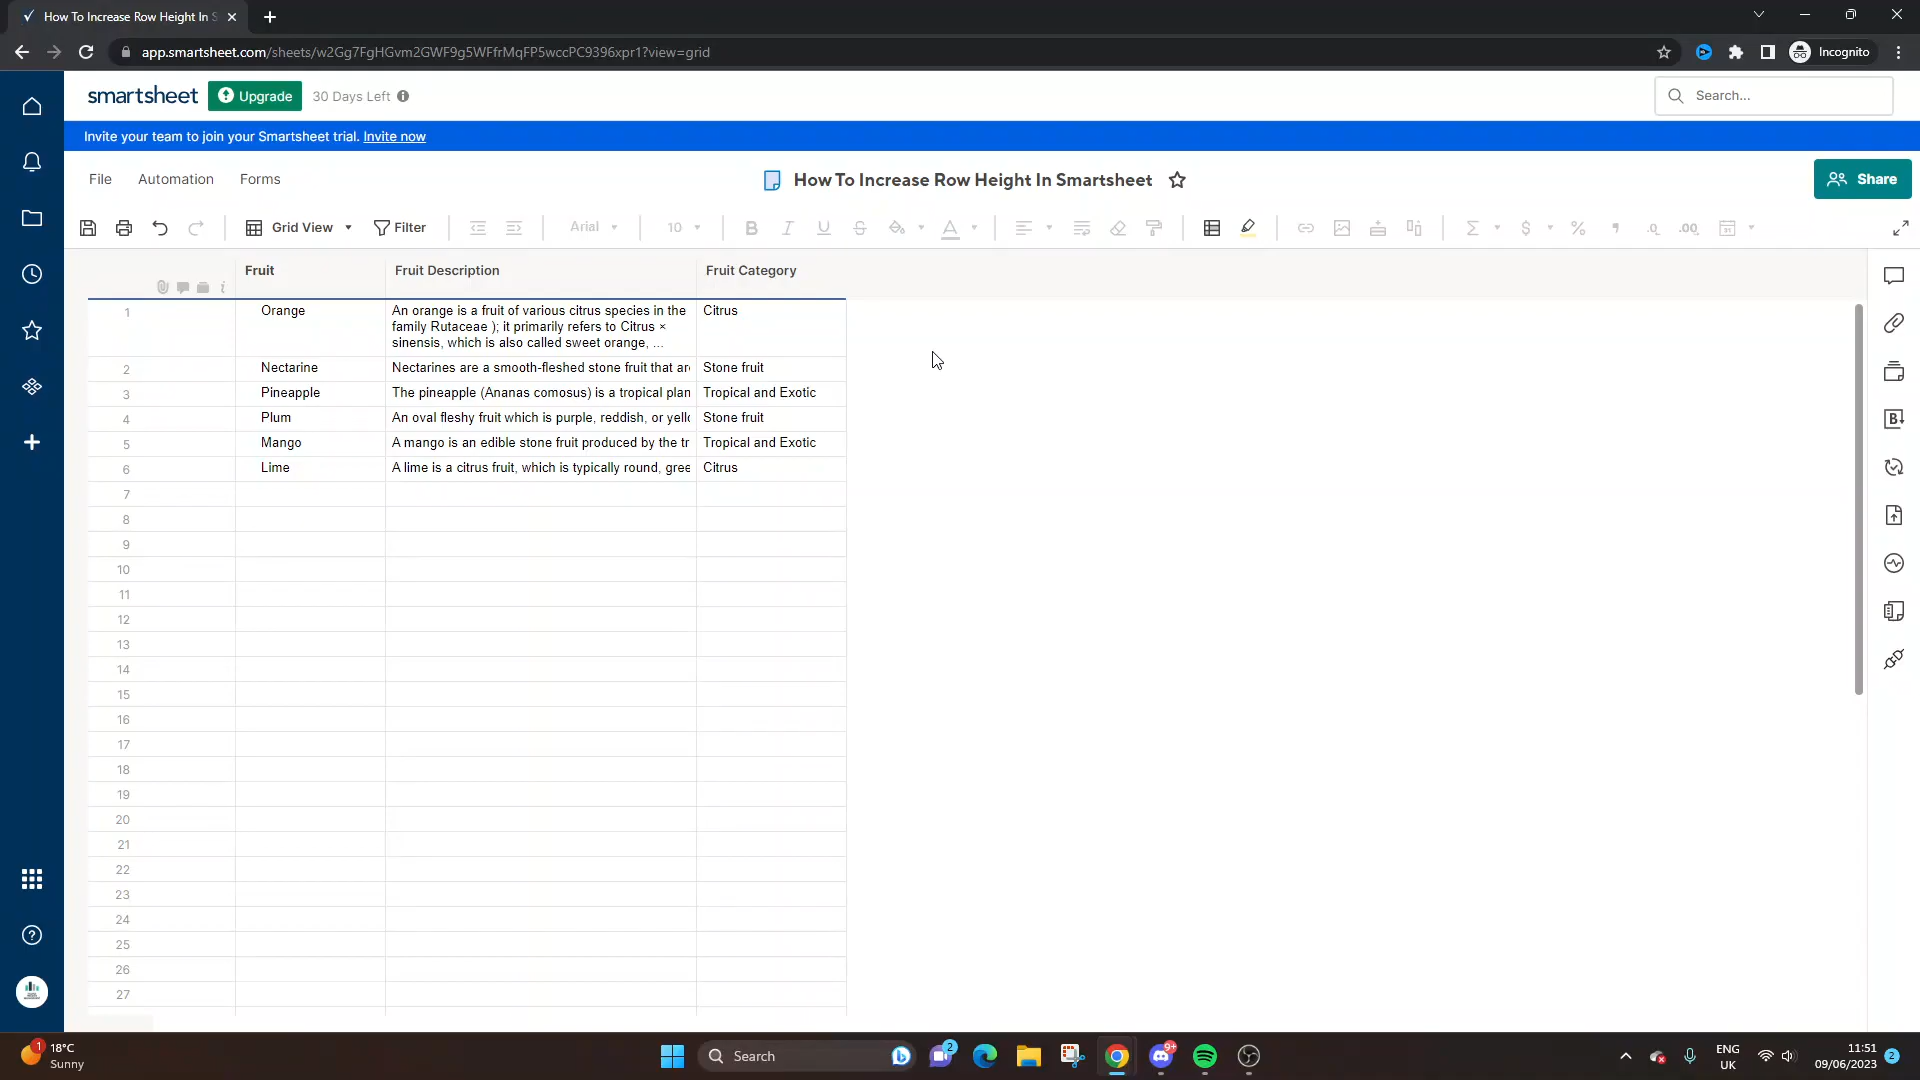 How To Increase Row Height In S
app.smartsheet.com/sheets/w2Gg7FgHGvm2GWF9g5WFfrMqFP5wccPC9396xpr1?view=grid
Incognito
smartsheet Upgrade 30 Days Left
Search...
Invite your team to join your Smartsheet trial. Invite now
File Automation Forms
How To Increase Row Height In Smartsheet
Share
Grid View Filter Arial 10 B I U S A Σ $ % .0 .00
Fruit Fruit Description Fruit Category
1 Orange An orange is a fruit of various citrus species in the Citrus
family Rutaceae ); it primarily refers to Citrus ×
sinensis, which is also called sweet orange, ...
2 Nectarine Nectarines are a smooth-fleshed stone fruit that are Stone fruit
3 Pineapple The pineapple (Ananas comosus) is a tropical plan Tropical and Exotic
4 Plum An oval fleshy fruit which is purple, reddish, or yell Stone fruit
5 Mango A mango is an edible stone fruit produced by the tr Tropical and Exotic
6 Lime A lime is a citrus fruit, which is typically round, gree Citrus
7
8
9
10
11
12
13
14
15
16
17
18
19
20
21
22
23
24
25
26
27
1
18°C
Sunny
Search
2
9+
ENG
UK
11:51
09/06/2023
2